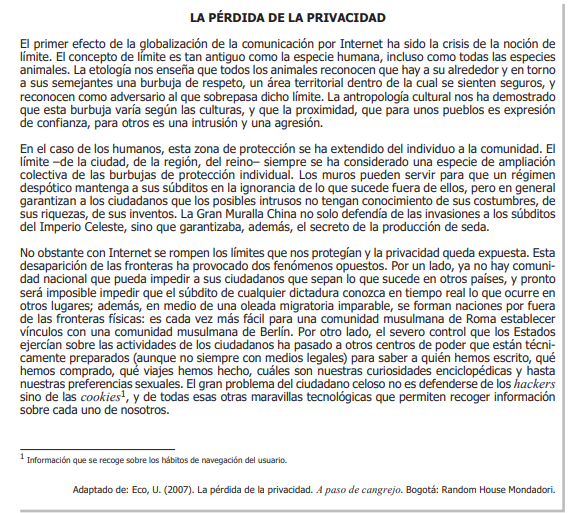 LA PÉRDIDA DE LA PRIVACIDAD
El primer efecto de la globalización de la comunicación por Internet ha sido la crisis de la noción de
límite. El concepto de límite es tan antiguo como la especie humana, incluso como todas las especies
animales. La etología nos enseña que todos los animales reconocen que hay a su alrededor y en torno
a sus semejantes una burbuja de respeto, un área territorial dentro de la cual se sienten seguros, y
reconocen como adversario al que sobrepasa dicho límite. La antropología cultural nos ha demostrado
que esta burbuja varía según las culturas, y que la proximidad, que para unos pueblos es expresión
de confianza, para otros es una intrusión y una agresión.
En el caso de los humanos, esta zona de protección se ha extendido del individuo a la comunidad. El
límite –de la ciudad, de la región, del reino– siempre se ha considerado una especie de ampliación
colectiva de las burbujas de protección individual. Los muros pueden servir para que un régimen
despótico mantenga a sus súbditos en la ignorancia de lo que sucede fuera de ellos, pero en general
garantizan a los ciudadanos que los posibles intrusos no tengan conocimiento de sus costumbres, de
sus riquezas, de sus inventos. La Gran Muralla China no solo defendía de las invasiones a los súbditos
del Imperio Celeste, sino que garantizaba, además, el secreto de la producción de seda.
No obstante con Internet se rompen los límites que nos protegían y la privacidad queda expuesta. Esta
desaparición de las fronteras ha provocado dos fenómenos opuestos. Por un lado, ya no hay comuni-
dad nacional que pueda impedir a sus ciudadanos que sepan lo que sucede en otros países, y pronto
será imposible impedir que el súbdito de cualquier dictadura conozca en tiempo real lo que ocurre en
otros lugares; además, en medio de una oleada migratoria imparable, se forman naciones por fuera
de las fronteras físicas: es cada vez más fácil para una comunidad musulmana de Roma establecer
vínculos con una comunidad musulmana de Berlín. Por otro lado, el severo control que los Estados
ejercían sobre las actividades de los ciudadanos ha pasado a otros centros de poder que están técni-
camente preparados (aunque no siempre con medios legales) para saber a quién hemos escrito, qué
hemos comprado, qué viajes hemos hecho, cuáles son nuestras curiosidades enciclopédicas y hasta
nuestras preferencias sexuales. El gran problema del ciudadano celoso no es defenderse de los hackers
sino de las cookies¹, y de todas esas otras maravillas tecnológicas que permiten recoger información
sobre cada uno de nosotros.
¹ Información que se recoge sobre los hábitos de navegación del usuario.
Adaptado de: Eco, U. (2007). La pérdida de la privacidad. A paso de cangrejo. Bogotá: Random House Mondadori.